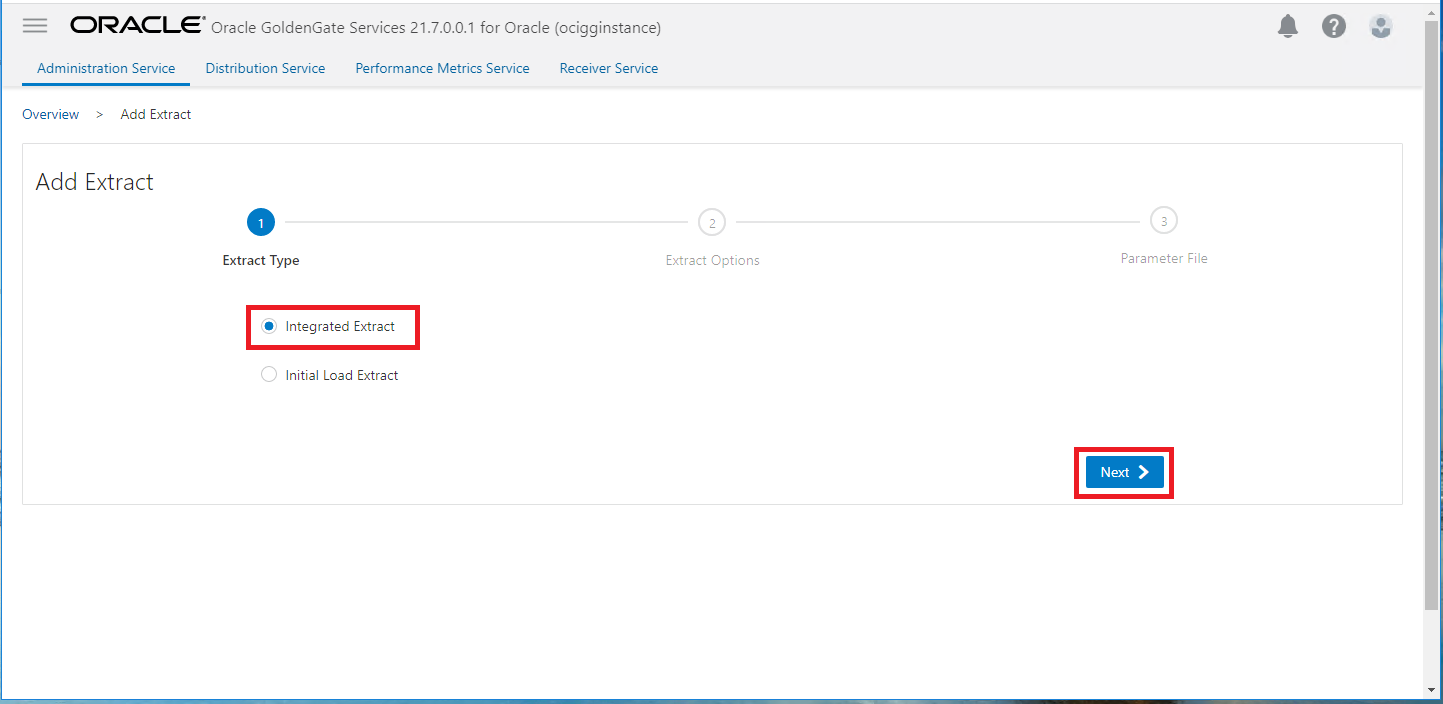 ORACLE® Oracle GoldenGate Services 21.7.0.0.1 for Oracle (ocigginstance)
?
Administration Service Distribution Service Performance Metrics Service Receiver Service
Overview > Add Extract
Add Extract
1 2 3
Extract Type Extract Options Parameter File
Integrated Extract
Initial Load Extract
Next